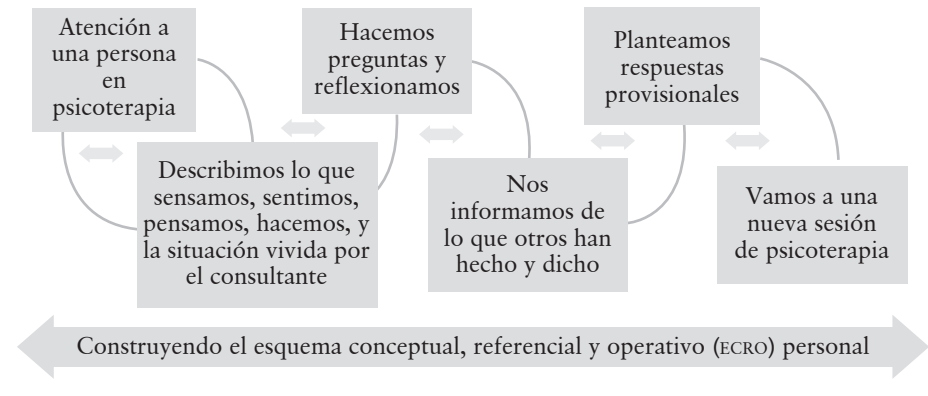 Atención a
una persona
en
psicoterapia
Describimos lo que
sensamos, sentimos,
pensamos, hacemos, y
la situación vivida por
el consultante
Hacemos
preguntas y
reflexionamos
Nos
informamos de
lo que otros han
hecho y dicho
Planteamos
respuestas
provisionales
Vamos a una
nueva sesión
de psicoterapia
Construyendo el esquema conceptual, referencial y operativo (ECRO) personal